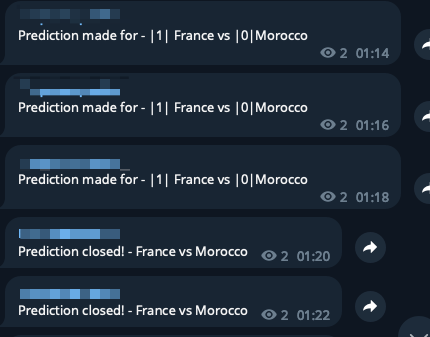 Prediction made for - |1| France vs |0|Morocco
2 01:14
Prediction made for - |1| France vs |0|Morocco
2 01:16
Prediction made for - |1| France vs |0|Morocco
2 01:18
Prediction closed! - France vs Morocco
2 01:20
Prediction closed! - France vs Morocco
2 01:22